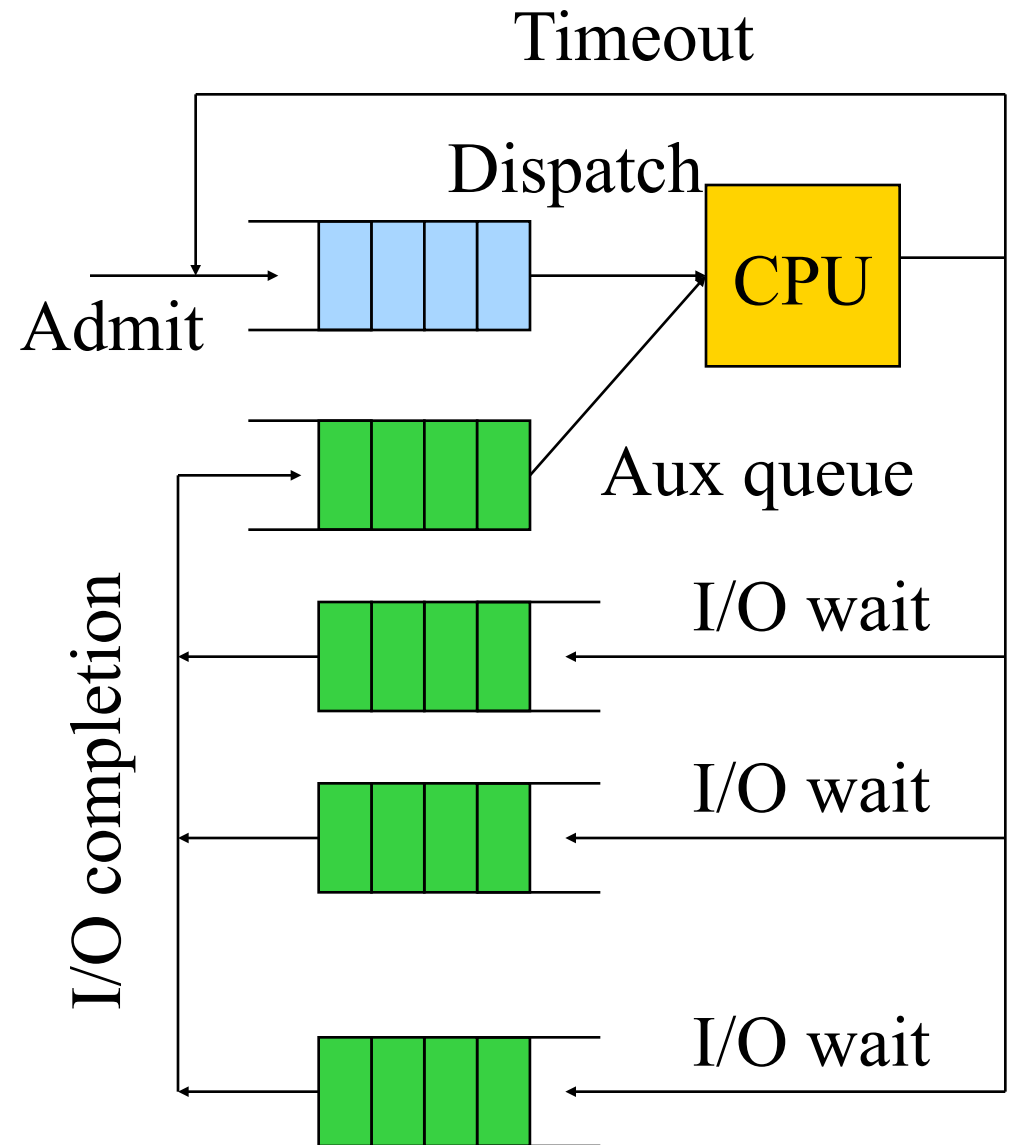 Timeout
Dispatch
CPU
Admit
Aux queue
I/O wait
I/O completion
I/O wait
I/O wait